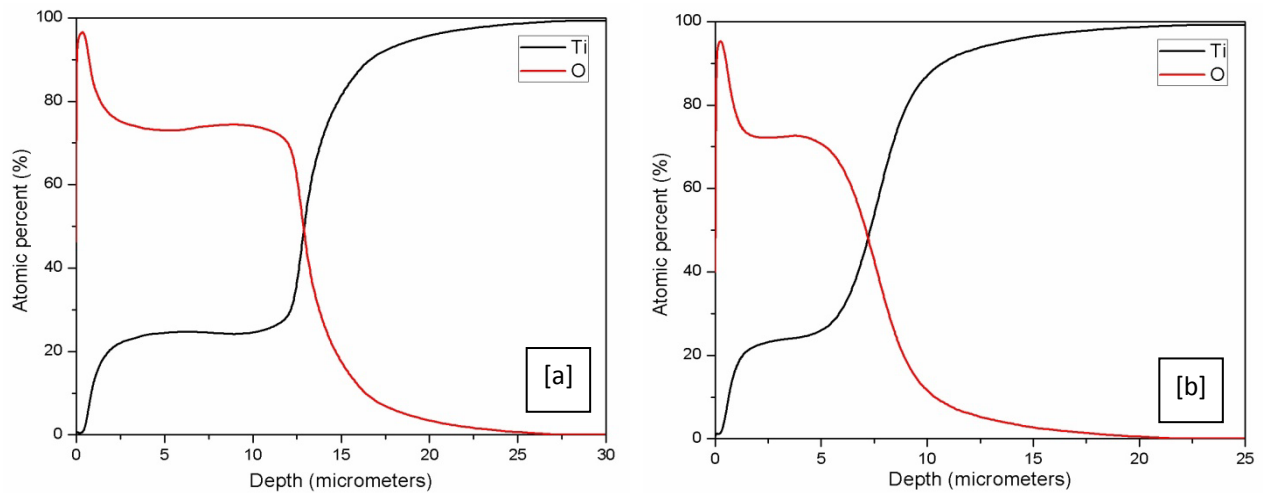 100
80
60
40
20
0
Atomic percent (%)
0 5 10 15 20 25 30
Depth (micrometers)
Ti
O
[a]
100
80
60
40
20
0
Atomic percent (%)
0 5 10 15 20 25
Depth (micrometers)
Ti
O
[b]